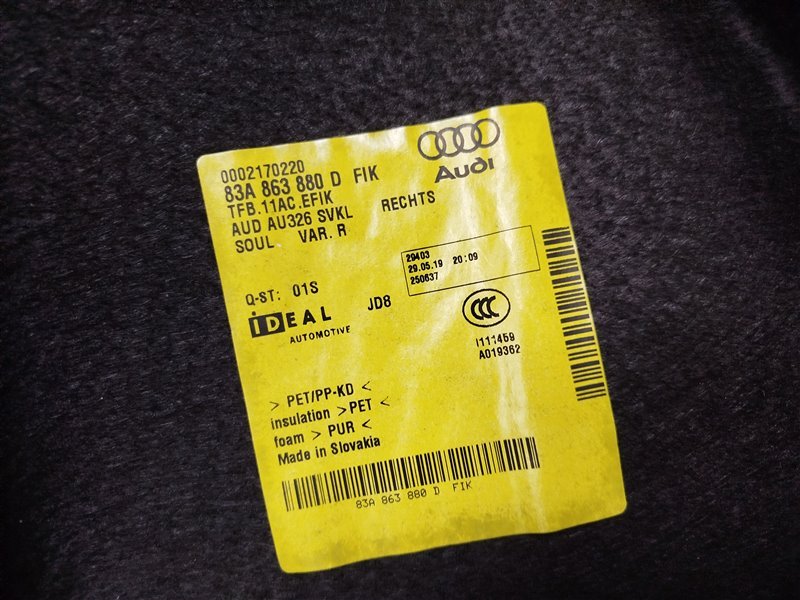 0002170220
83A 863 880 D FIK
TFB.11AC.EFIK
AUD AU326 SVKL RECHTS
SOUL VAR. R
Audi
29403
29.05.19 20:09
250637
Q-ST: 01S
JD8
iDEAL
AUTOMOTIVE
CCC
I111459
A019362
> PET/PP-KD <
insulation >PET <
foam > PUR <
Made in Slovakia
83A 863 880 D FIK